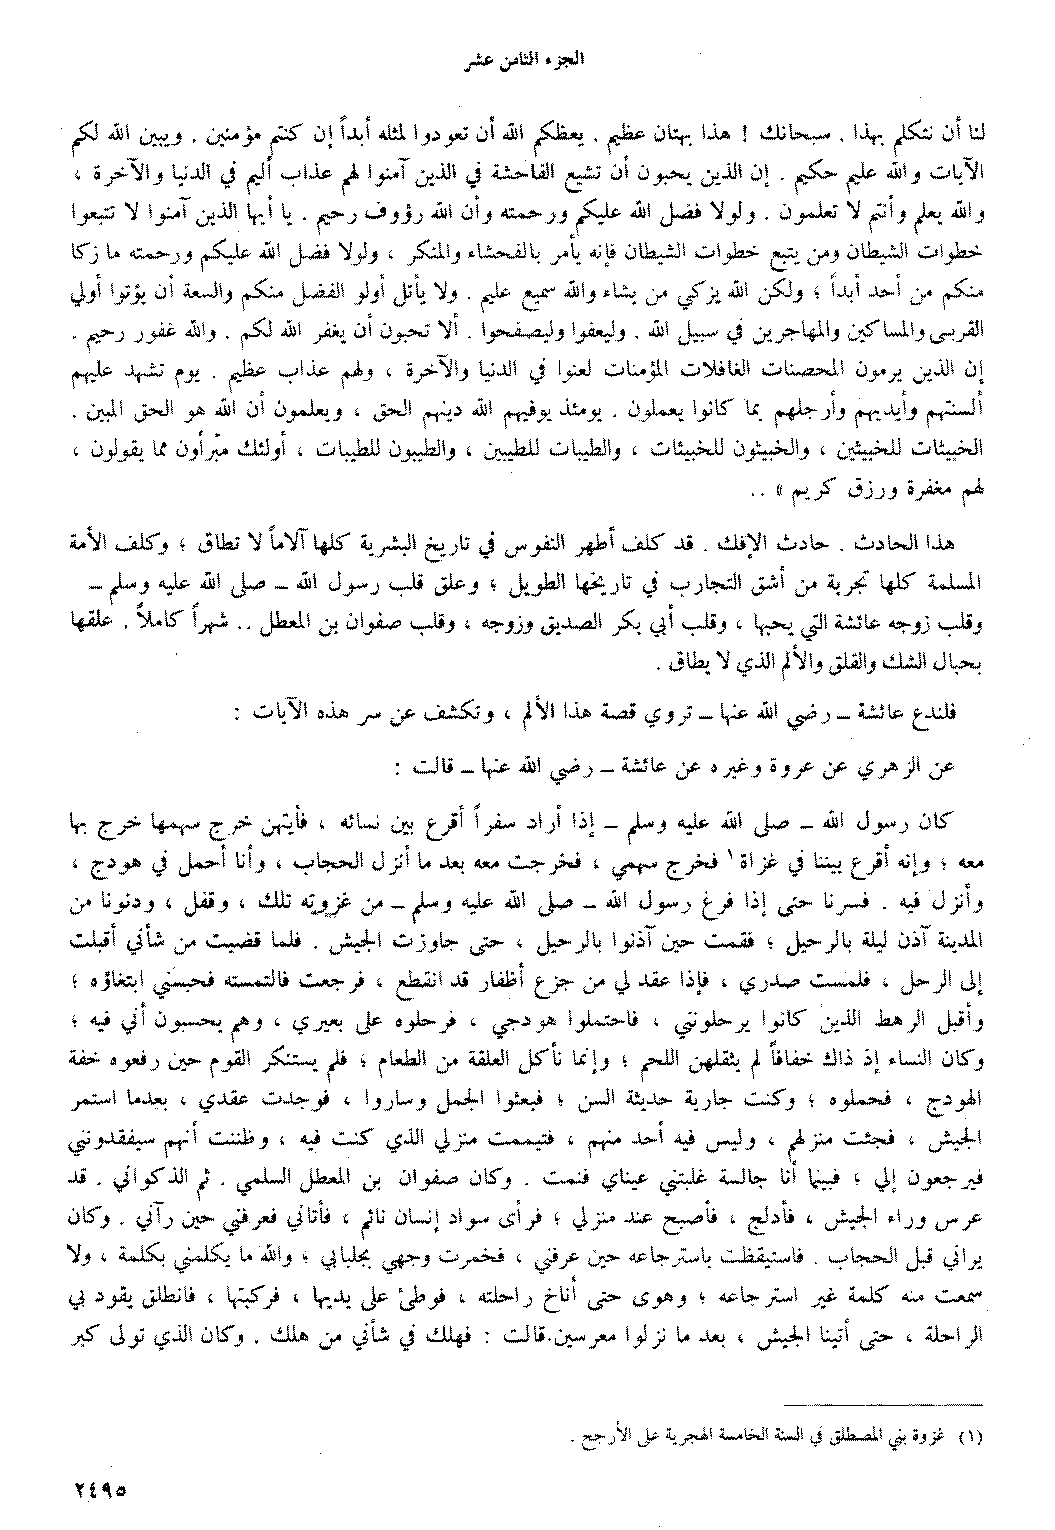 الجزء الثامن عشر
لنا أن نتكلم بهذا . سبحانك ! هذا بهتان عظيم . يعظكم الله أن تعودوا لمثله أبداً إن كنتم مؤمنين . ويبين الله لكم
الآيات والله عليم حكيم . إن الذين يحبون أن تشيع الفاحشة في الذين آمنوا لهم عذاب أليم في الدنيا والآخرة ،
والله يعلم وأنتم لا تعلمون . ولولا فضل الله عليكم ورحمته وأن الله رؤوف رحيم . يا أيها الذين آمنوا لا تتبعوا
خطوات الشيطان ومن يتبع خطوات الشيطان فإنه يأمر بالفحشاء والمنكر ، ولولا فضل الله عليكم ورحمته ما زكا
منكم من أحد أبداً ؛ ولكن الله يزكي من يشاء والله سميع عليم . ولا يأتل أولو الفضل منكم والسعة أن يؤتوا أولي
القربى والمساكين والمهاجرين في سبيل الله . وليعفوا وليصفحوا . ألا تحبون أن يغفر الله لكم . والله غفور رحيم .
إن الذين يرمون المحصنات الغافلات المؤمنات لعنوا في الدنيا والآخرة ، ولهم عذاب عظيم . يوم تشهد عليهم
ألسنتهم وأيديهم وأرجلهم بما كانوا يعملون . يومئذ يوفيهم الله دينهم الحق ، ويعلمون أن الله هو الحق المبين .
الخبيثات للخبيثين ، والخبيثون للخبيثات ، والطيبات للطيبين ، والطيبون للطيبات ، أولئك مبّرأون مما يقولون ،
لهم مغفرة ورزق كريم » ..
هذا الحادث . حادث الإفك . قد كلف أطهر النفوس في تاريخ البشرية كلها آلاماً لا تطاق ؛ وكلف الأمة
المسلمة كلها تجربة من أشق التجارب في تاريخها الطويل ؛ وعلق قلب رسول الله – صلى الله عليه وسلم –
وقلب زوجه عائشة التي يحبها ، وقلب أبي بكر الصديق وزوجه ، وقلب صفوان بن المعطل .. شهراً كاملاً . علقها
بحبال الشك والقلق والألم الذي لا يطاق .
فلندع عائشة – رضي الله عنها – تروي قصة هذا الألم ، وتكشف عن سر هذه الآيات :
عن الزهري عن عروة وغيره عن عائشة – رضي الله عنها – قالت :
كان رسول الله – صلى الله عليه وسلم – إذا أراد سفراً أقرع بين نسائه ، فأيتهن خرج سهمها خرج بها
معه ؛ وإنه أقرع بيننا في غزاة١ فخرج سهمي ، فخرجت معه بعد ما أنزل الحجاب ، وأنا أحمل في هودج ،
وأنزل فيه . فسرنا حتى إذا فرغ رسول الله – صلى الله عليه وسلم – من غزوته تلك ، وقفل ، ودنونا من
المدينة آذن ليلة بالرحيل ؛ فقمت حين آذنوا بالرحيل ، حتى جاوزت الجيش . فلما قضيت من شأني أقبلت
إلى الرحل ، فلمست صدري ، فإذا عقد لي من جزع أظفار قد انقطع ، فرجعت فالتمسته فحبسني ابتغاؤه ؛
وأقبل الرهط الذين كانوا يرحلونني ، فاحتملوا هودجي ، فرحلوه على بعيري ، وهم يحسبون أني فيه ؛
وكان النساء إذ ذاك خفافاً لم يثقلهن اللحم ؛ وإنما نأكل العلقة من الطعام ؛ فلم يستنكر القوم حين رفعوه خفة
الهودج ، فحملوه ؛ وكنت جارية حديثة السن ؛ فبعثوا الجمل وساروا ، فوجدت عقدي ، بعدما استمر
الجيش ، فجئت منزلهم ، وليس فيه أحد منهم ، فتيممت منزلي الذي كنت فيه ، وظننت أنهم سيفقدونني
فيرجعون إلي ؛ فبينما أنا جالسة غلبتني عيناي فنمت . وكان صفوان بن المعطل السلمي . ثم الذكواني . قد
عرس وراء الجيش ، فأدلج ، فأصبح عند منزلي ؛ فرأى سواد إنسان نائم ، فأتاني فعرفني حين رآني . وكان
يراني قبل الحجاب . فاستيقظت باسترجاعه حين عرفني ، فخمرت وجهي بجلبابي ؛ والله ما يكلمني بكلمة ، ولا
سمعت منه كلمة غير استرجاعه ؛ وهوى حتى أناخ راحلته ، فوطئ على يديها ، فركبتها ، فانطلق يقود بي
الراحلة ، حتى أتينا الجيش ، بعد ما نزلوا معرسين.قالت : فهلك في شأني من هلك . وكان الذي تولى كبر
(١) غزوة بني المصطلق في السنة الخامسة الهجرية على الأرجح .
٢٤٩٥